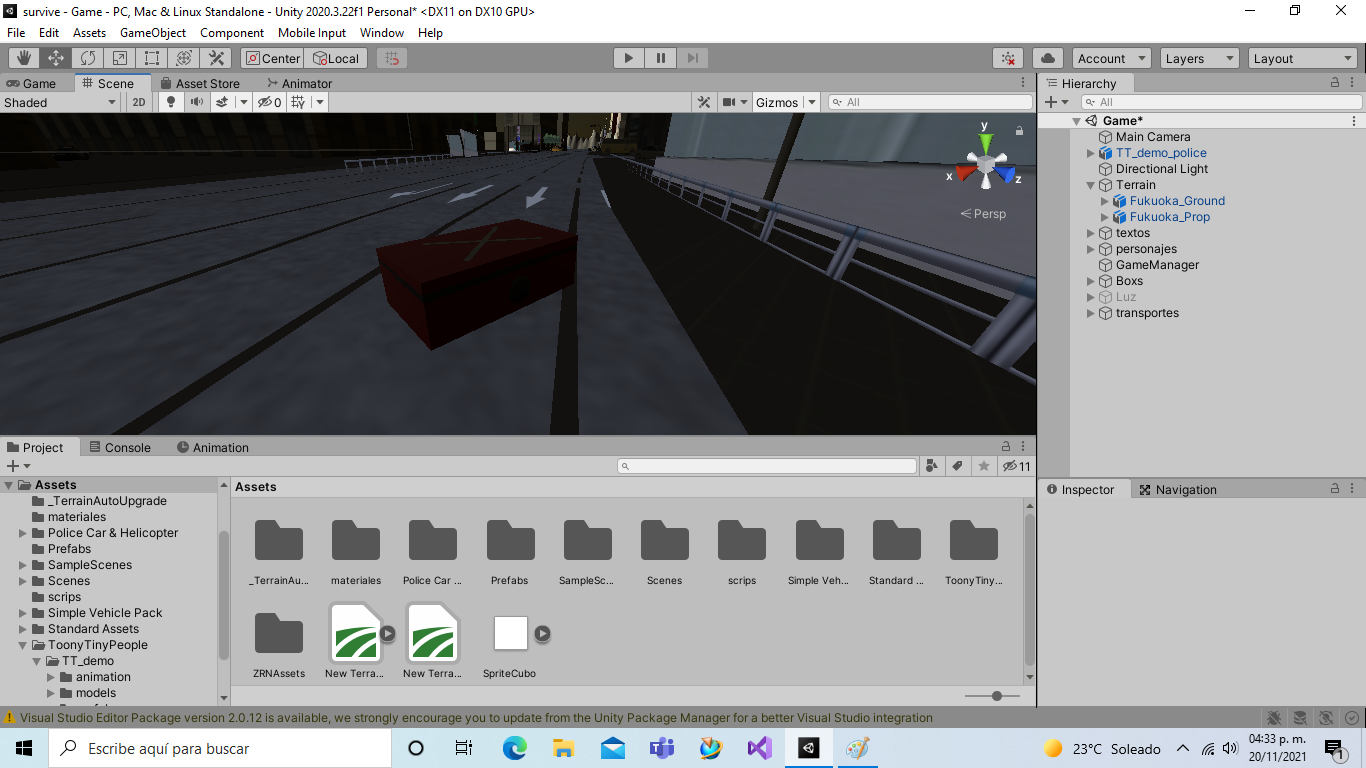 survive - Game - PC, Mac & Linux Standalone - Unity 2020.3.22f1 Personal* <DX11 on DX10 GPU>
File Edit Assets GameObject Component Mobile Input Window Help
Center Local Account Layers Layout
Game Scene Asset Store Animator
Shaded 2D 0 Gizmos All
y
x
z
Persp
Hierarchy
All
Game*
Main Camera
TT_demo_police
Directional Light
Terrain
Fukuoka_Ground
Fukuoka_Prop
textos
personajes
GameManager
Boxs
Luz
transportes
Project Console Animation
11
Assets
_TerrainAutoUpgrade
materiales
Police Car & Helicopter
Prefabs
SampleScenes
Scenes
scrips
Simple Vehicle Pack
Standard Assets
ToonyTinyPeople
TT_demo
animation
models
Assets
_TerrainAu... materiales Police Car ... Prefabs SampleSc... Scenes scrips Simple Veh... Standard ... ToonyTiny...
ZRNAssets New Terra... New Terra... SpriteCubo
Inspector Navigation
Visual Studio Editor Package version 2.0.12 is available, we strongly encourage you to update from the Unity Package Manager for a better Visual Studio integration
Escribe aquí para buscar
23°C Soleado
04:33 p. m.
20/11/2021
1